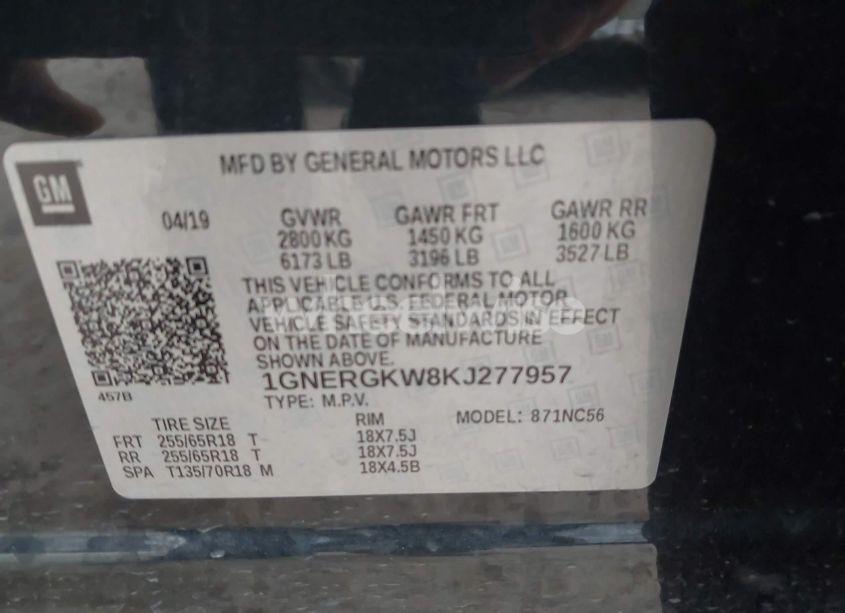 MFD BY GENERAL MOTORS LLC
GM
04/19 GVWR GAWR FRT GAWR RR
2800 KG 1450 KG 1600 KG
6173 LB 3196 LB 3527 LB
THIS VEHICLE CONFORMS TO ALL
APPLICABLE U.S. FEDERAL MOTOR
VEHICLE SAFETY STANDARDS IN EFFECT
ON THE DATE OF MANUFACTURE
SHOWN ABOVE.
1GNERGKW8KJ277957
457B
TYPE: M.P.V.
TIRE SIZE RIM MODEL: 871NC56
FRT 255/65R18 T 18X7.5J
RR 255/65R18 T 18X7.5J
SPA T135/70R18 M 18X4.5B